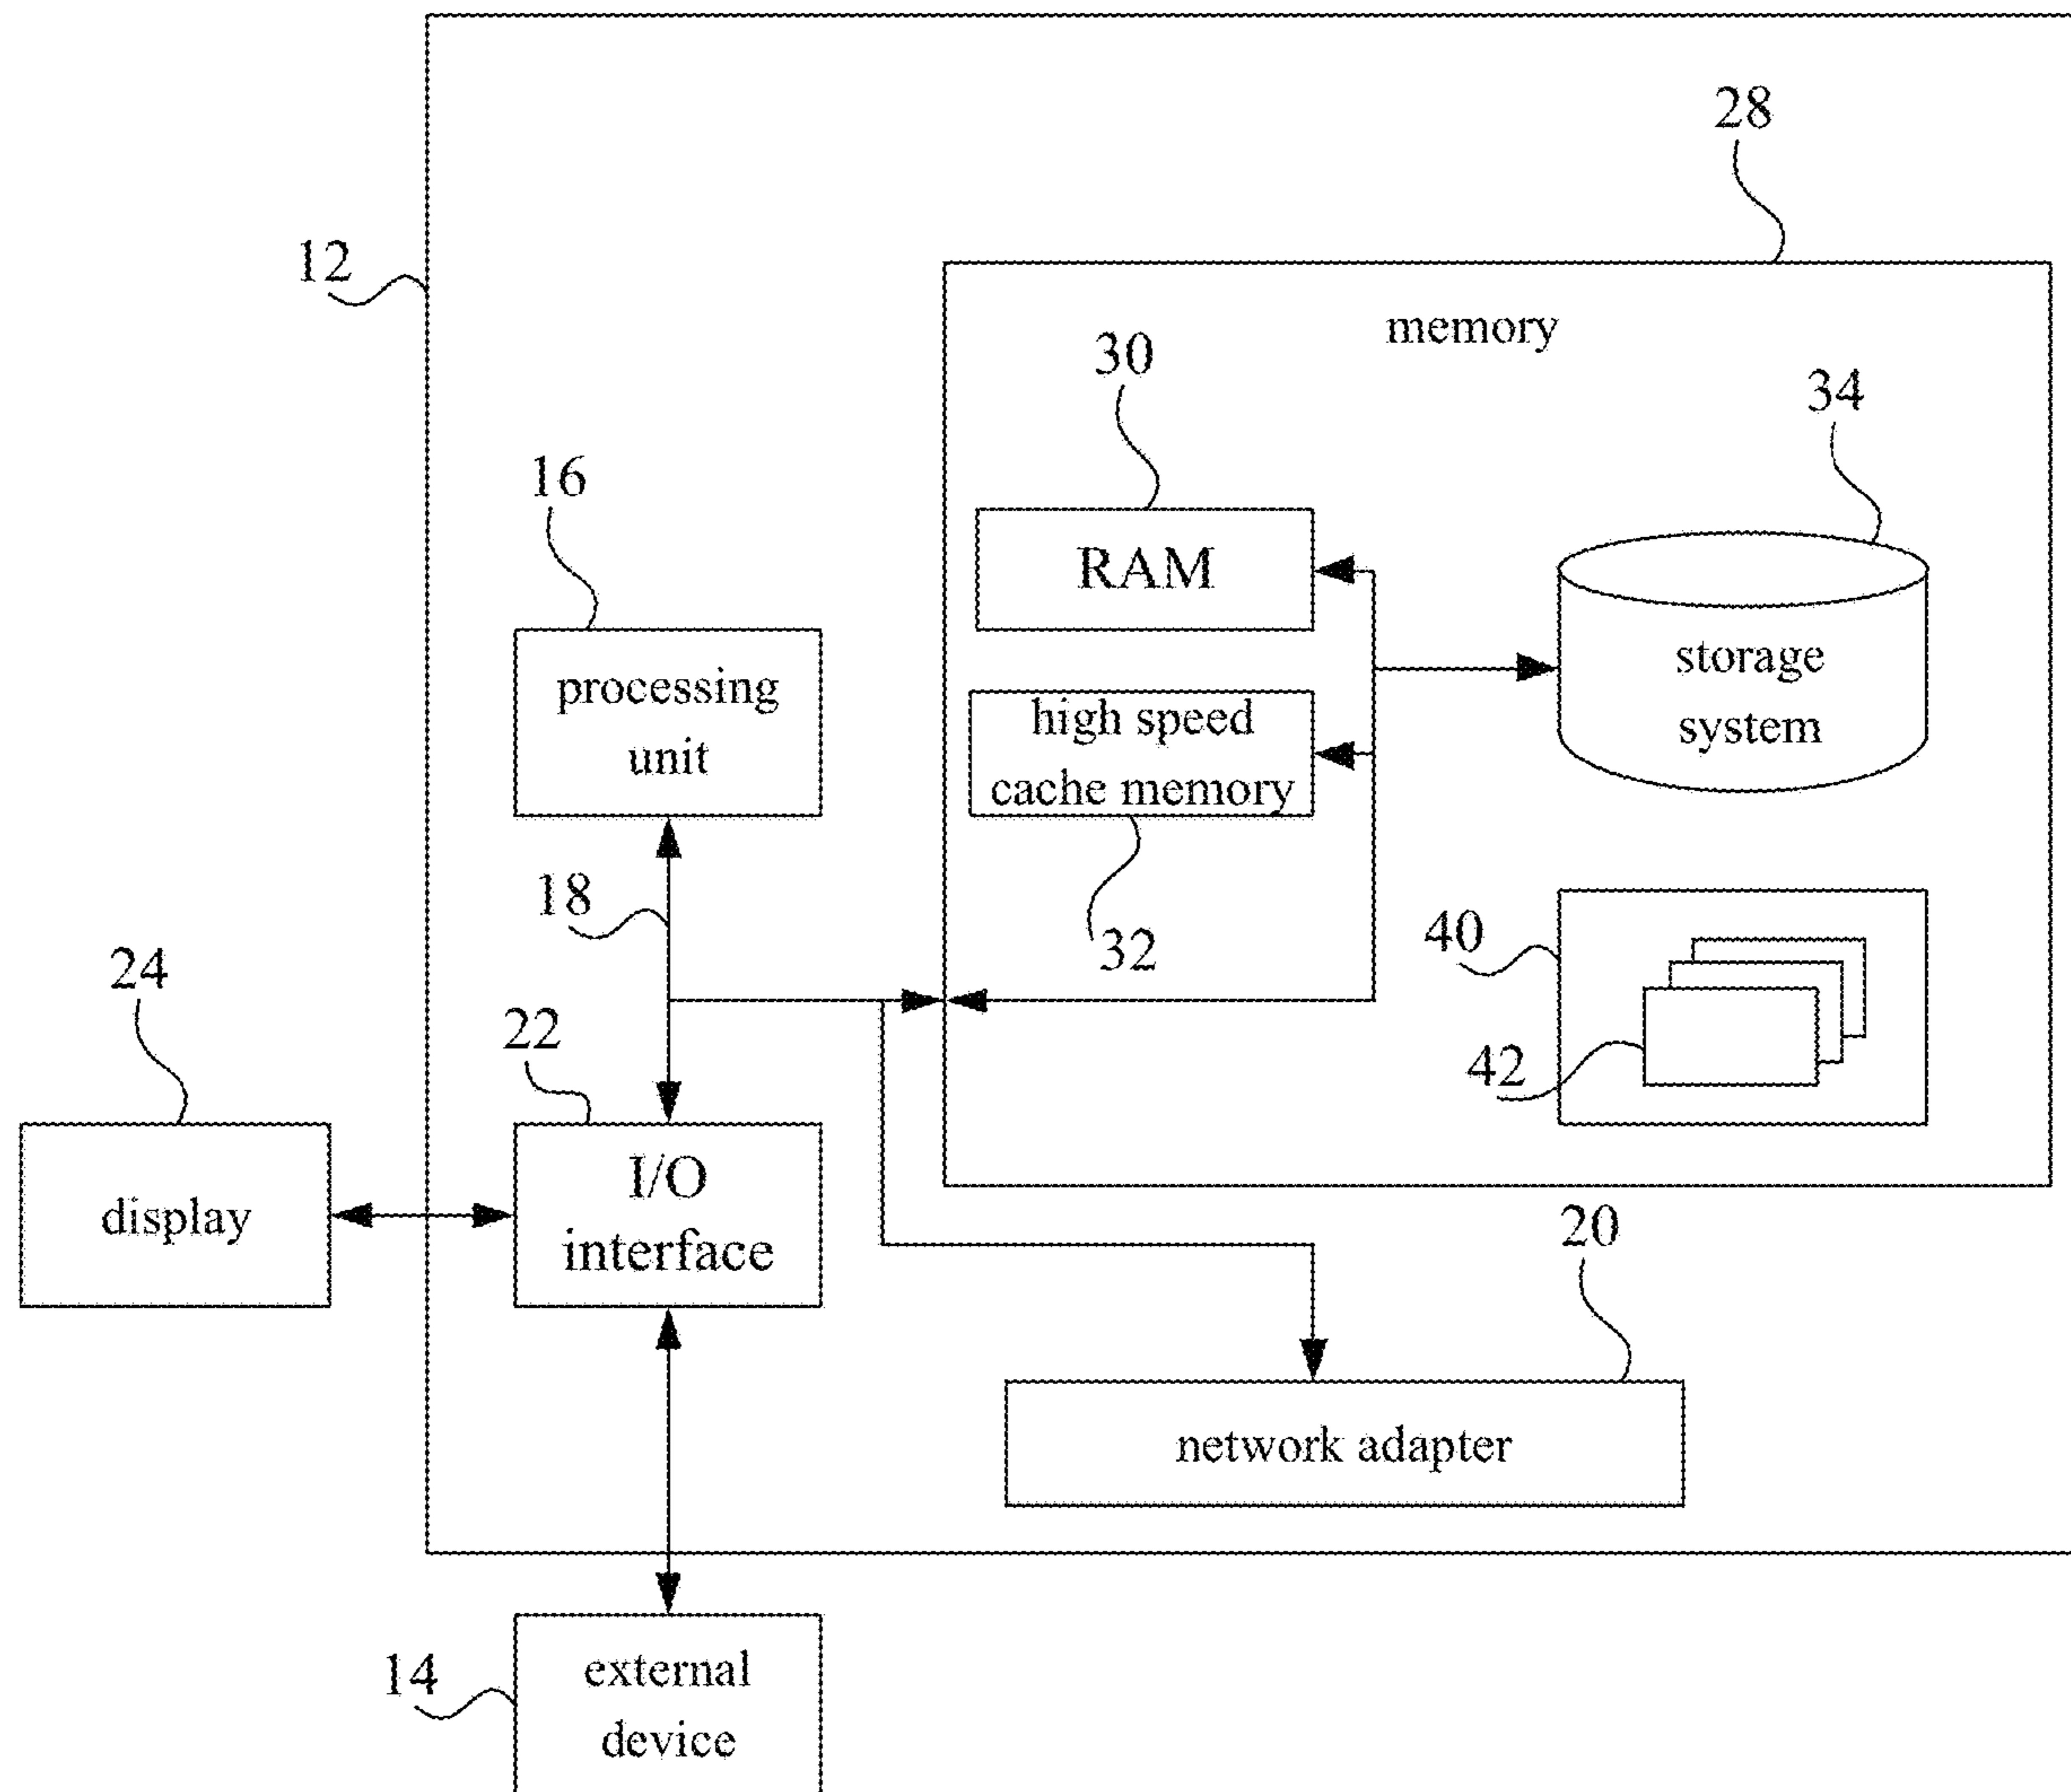 28
12
memory
30
34
16
RAM
processing
unit
storage
system
high speed
cache memory
18
32
40
24
22
42
display
I/O
interface
20
network adapter
14
external
device